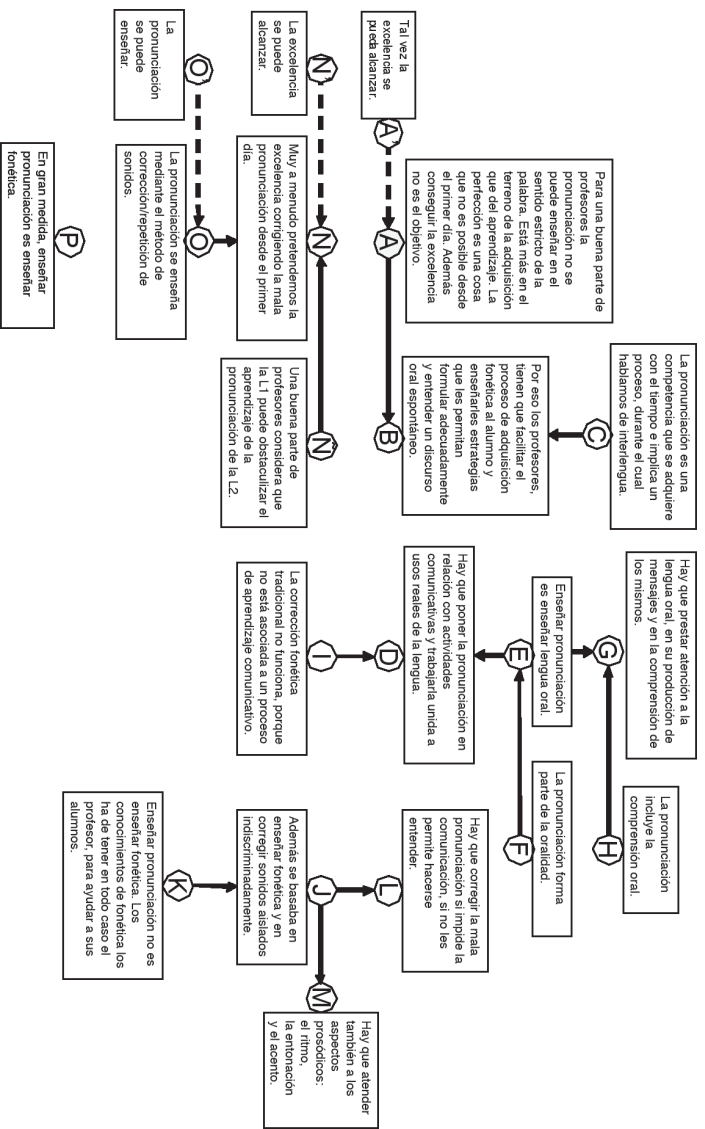 La pronunciación es una
competencia que se adquiere
con el tiempo e implica un
proceso, durante el cual
hablamos de interlengua.
C
Hay que prestar atención a la
lengua oral, en su producción de
mensajes y en la comprensión de
los mismos.
G
La pronunciación
incluye la
comprensión oral.
H
Para una buena parte de
profesores la
pronunciación no se
puede enseñar en el
sentido estricto de la
palabra. Está más en el
terreno de la adquisición
que del aprendizaje. La
perfección es una cosa
que no es posible desde
el primer día. Además
conseguir la excelencia
no es el objetivo.
A
Enseñar pronunciación
es enseñar lengua oral.
E
La pronunciación forma
parte de la oralidad.
F
Tal vez la
excelencia se
pueda alcanzar.
A'
Por eso los profesores,
tienen que facilitar el
proceso de adquisición
fonética al alumno y
enseñarles estrategias
que les permitan
formular adecuadamente
y entender un discurso
oral espontáneo.
B
Hay que poner la pronunciación en
relación con actividades
comunicativas y trabajarla unida a
usos reales de la lengua.
D
Hay que corregir la mala
pronunciación si impide la
comunicación, si no les
permite hacerse
entender.
L
La excelencia
se puede
alcanzar.
N'
Muy a menudo pretendemos la
excelencia corrigiendo la mala
pronunciación desde el primer
día.
N
Una buena parte de
profesores considera que
la L1 puede obstaculizar el
aprendizaje de la
pronunciación de la L2.
Ñ
La corrección fonética
tradicional no funciona, porque
no está asociada a un proceso
de aprendizaje comunicativo.
I
Además se basaba en
enseñar fonética y en
corregir sonidos aislados
indiscriminadamente.
J
Hay que atender
también a los
aspectos
prosódicos:
el ritmo,
la entonación
y el acento.
M
La
pronunciación
se puede
enseñar.
O'
La pronunciación se enseña
mediante el método de
corrección/repetición de
sonidos.
O
Enseñar pronunciación no es
enseñar fonética. Los
conocimientos de fonética los
ha de tener en todo caso el
profesor, para ayudar a sus
alumnos.
K
En gran medida, enseñar
pronunciación es enseñar
fonética.
P